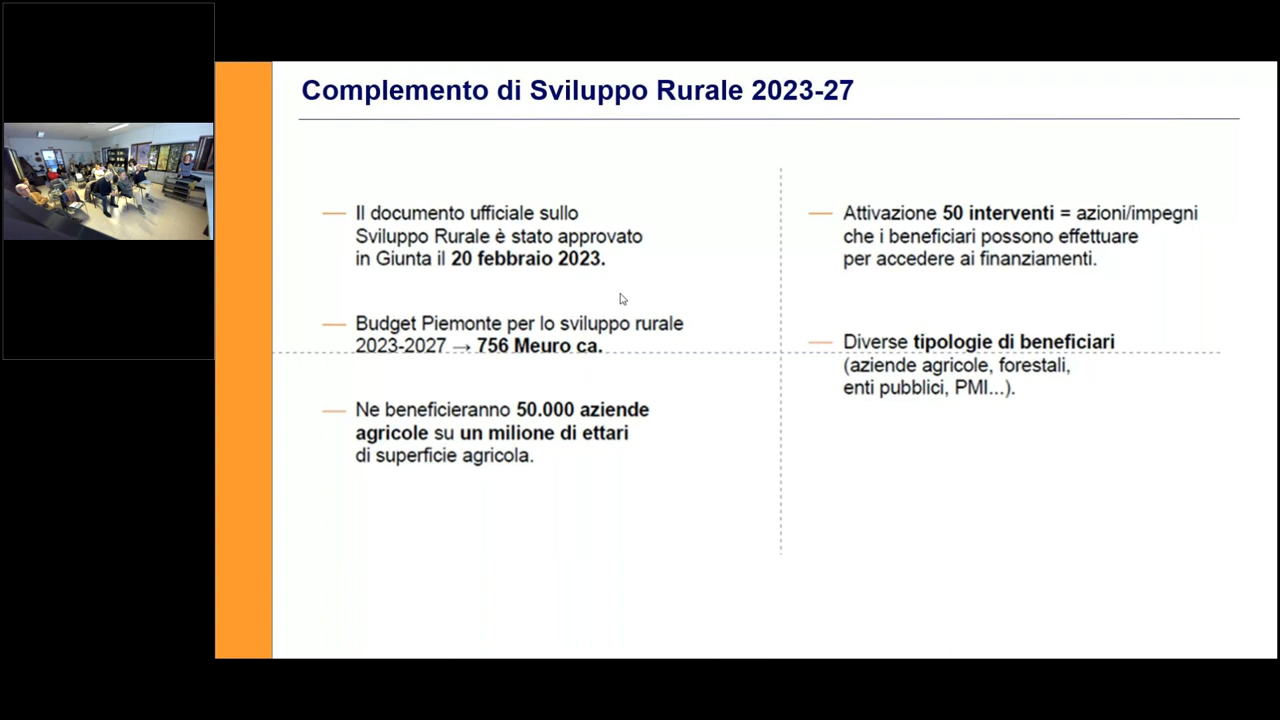 Complemento di Sviluppo Rurale 2023-27
Il documento ufficiale sullo
Sviluppo Rurale è stato approvato
in Giunta il 20 febbraio 2023.
Budget Piemonte per lo sviluppo rurale
2023-2027 → 756 Meuro ca.
Ne beneficieranno 50.000 aziende
agricole su un milione di ettari
di superficie agricola.
Attivazione 50 interventi = azioni/impegni
che i beneficiari possono effettuare
per accedere ai finanziamenti.
Diverse tipologie di beneficiari
(aziende agricole, forestali,
enti pubblici, PMI...).